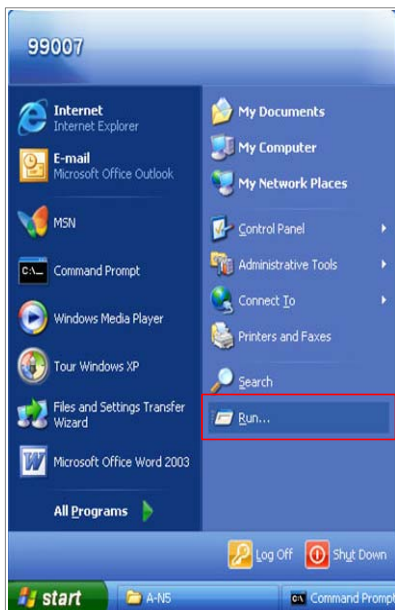 99007
Internet
Internet Explorer
E-mail
Microsoft Office Outlook
MSN
C:\_
Command Prompt
Windows Media Player
Tour Windows XP
Files and Settings Transfer
Wizard
Microsoft Office Word 2003
All Programs
My Documents
My Computer
My Network Places
Control Panel
Administrative Tools
Connect To
Printers and Faxes
Search
Run...
Log Off
Shut Down
start
A-N5
Command Prompt